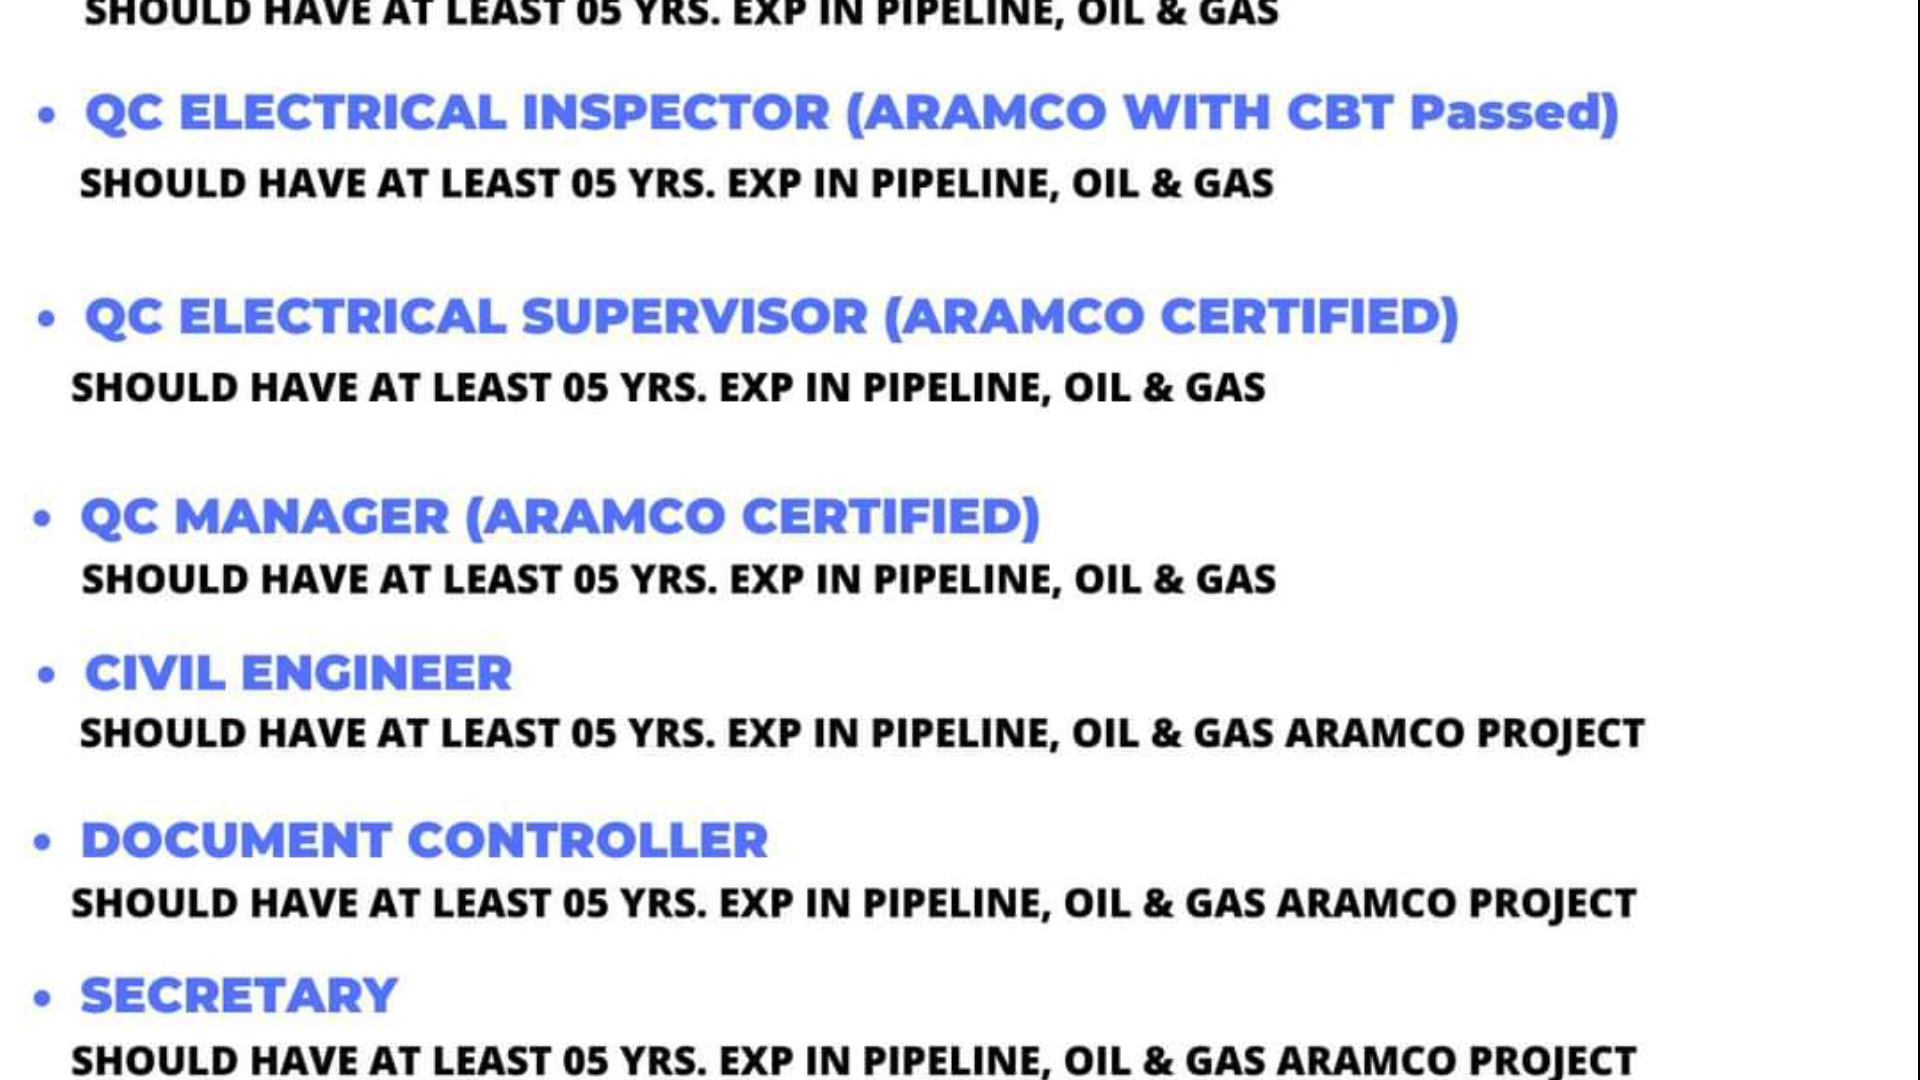 SHOULD HAVE AT LEAST 05 YRS. EXP IN PIPELINE, OIL & GAS
• QC ELECTRICAL INSPECTOR (ARAMCO WITH CBT Passed)
SHOULD HAVE AT LEAST 05 YRS. EXP IN PIPELINE, OIL & GAS
• QC ELECTRICAL SUPERVISOR (ARAMCO CERTIFIED)
SHOULD HAVE AT LEAST 05 YRS. EXP IN PIPELINE, OIL & GAS
• QC MANAGER (ARAMCO CERTIFIED)
SHOULD HAVE AT LEAST 05 YRS. EXP IN PIPELINE, OIL & GAS
• CIVIL ENGINEER
SHOULD HAVE AT LEAST 05 YRS. EXP IN PIPELINE, OIL & GAS ARAMCO PROJECT
• DOCUMENT CONTROLLER
SHOULD HAVE AT LEAST 05 YRS. EXP IN PIPELINE, OIL & GAS ARAMCO PROJECT
• SECRETARY
SHOULD HAVE AT LEAST 05 YRS. EXP IN PIPELINE, OIL & GAS ARAMCO PROJECT